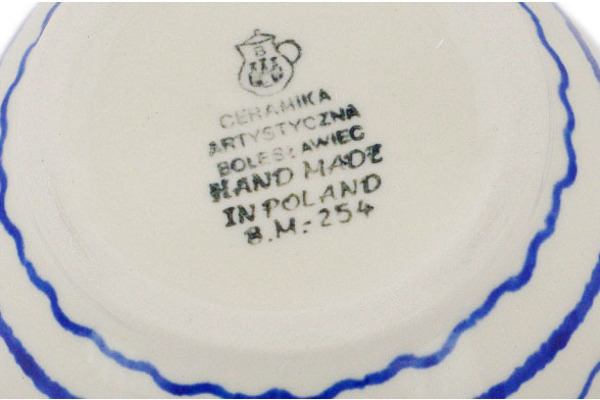 B
CERAMIKA
ARTYSTYCZNA
BOLESŁAWIEC
HAND MADE
IN POLAND
B.M.-254